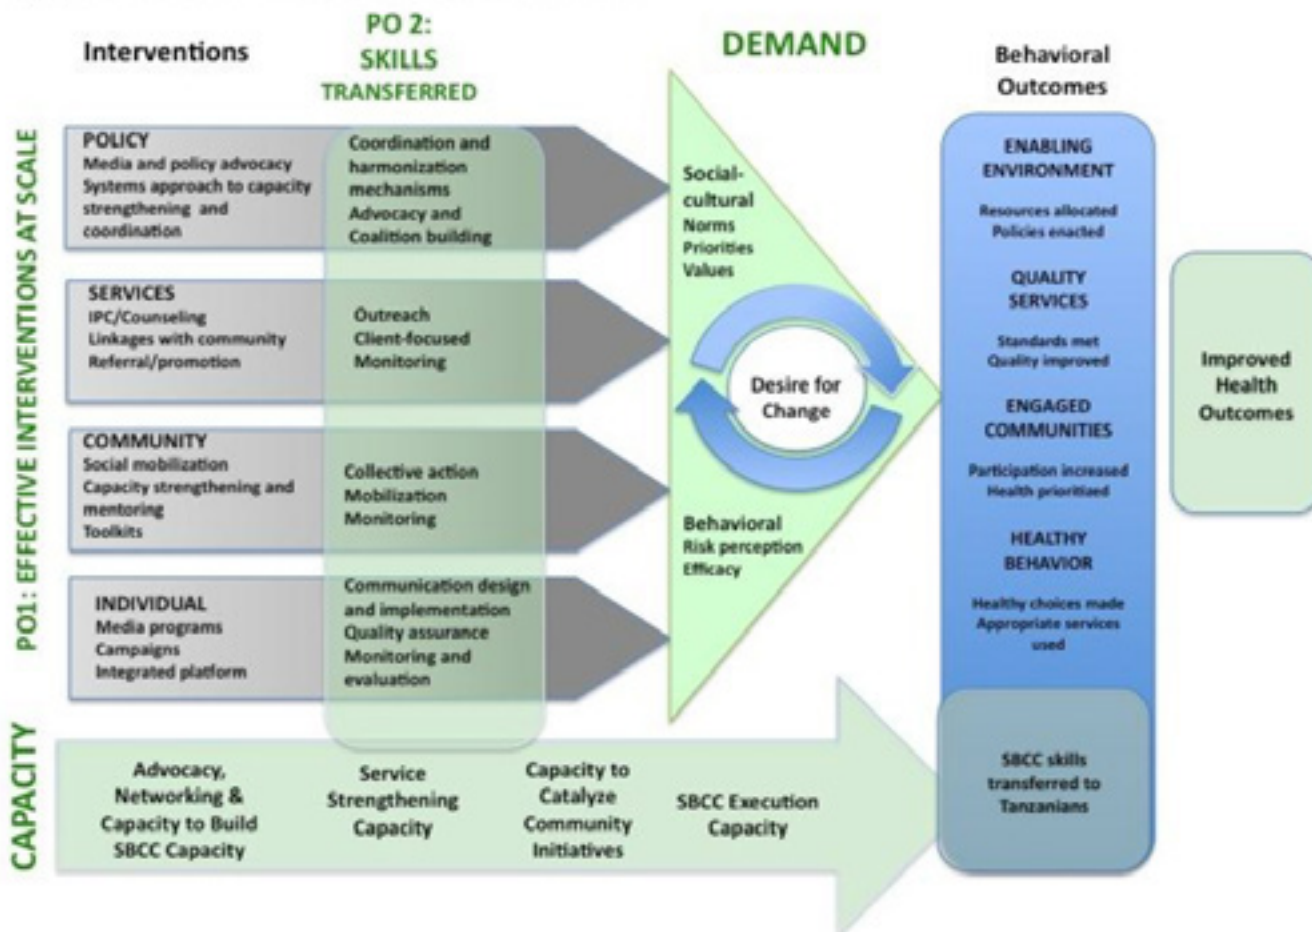 Interventions
PO 2:
SKILLS
TRANSFERRED
DEMAND
Behavioral
Outcomes
PO1: EFFECTIVE INTERVENTIONS AT SCALE
POLICY
Media and policy advocacy
Systems approach to capacity
strengthening and
coordination
Coordination and
harmonization
mechanisms
Advocacy and
Coalition building
SERVICES
IPC/Counseling
Linkages with community
Referral/promotion
Outreach
Client-focused
Monitoring
COMMUNITY
Social mobilization
Capacity strengthening and
mentoring
Toolkits
Collective action
Mobilization
Monitoring
INDIVIDUAL
Media programs
Campaigns
Integrated platform
Communication design
and implementation
Quality assurance
Monitoring and
evaluation
Social-
cultural
Norms
Priorities
Values
Desire for
Change
Behavioral
Risk perception
Efficacy
ENABLING
ENVIRONMENT
Resources allocated
Policies enacted
QUALITY
SERVICES
Standards met
Quality improved
ENGAGED
COMMUNITIES
Participation increased
Health prioritized
HEALTHY
BEHAVIOR
Healthy choices made
Appropriate services
used
Improved
Health
Outcomes
CAPACITY
Advocacy,
Networking &
Capacity to Build
SBCC Capacity
Service
Strengthening
Capacity
Capacity to
Catalyze
Community
Initiatives
SBCC Execution
Capacity
SBCC skills
transferred to
Tanzanians